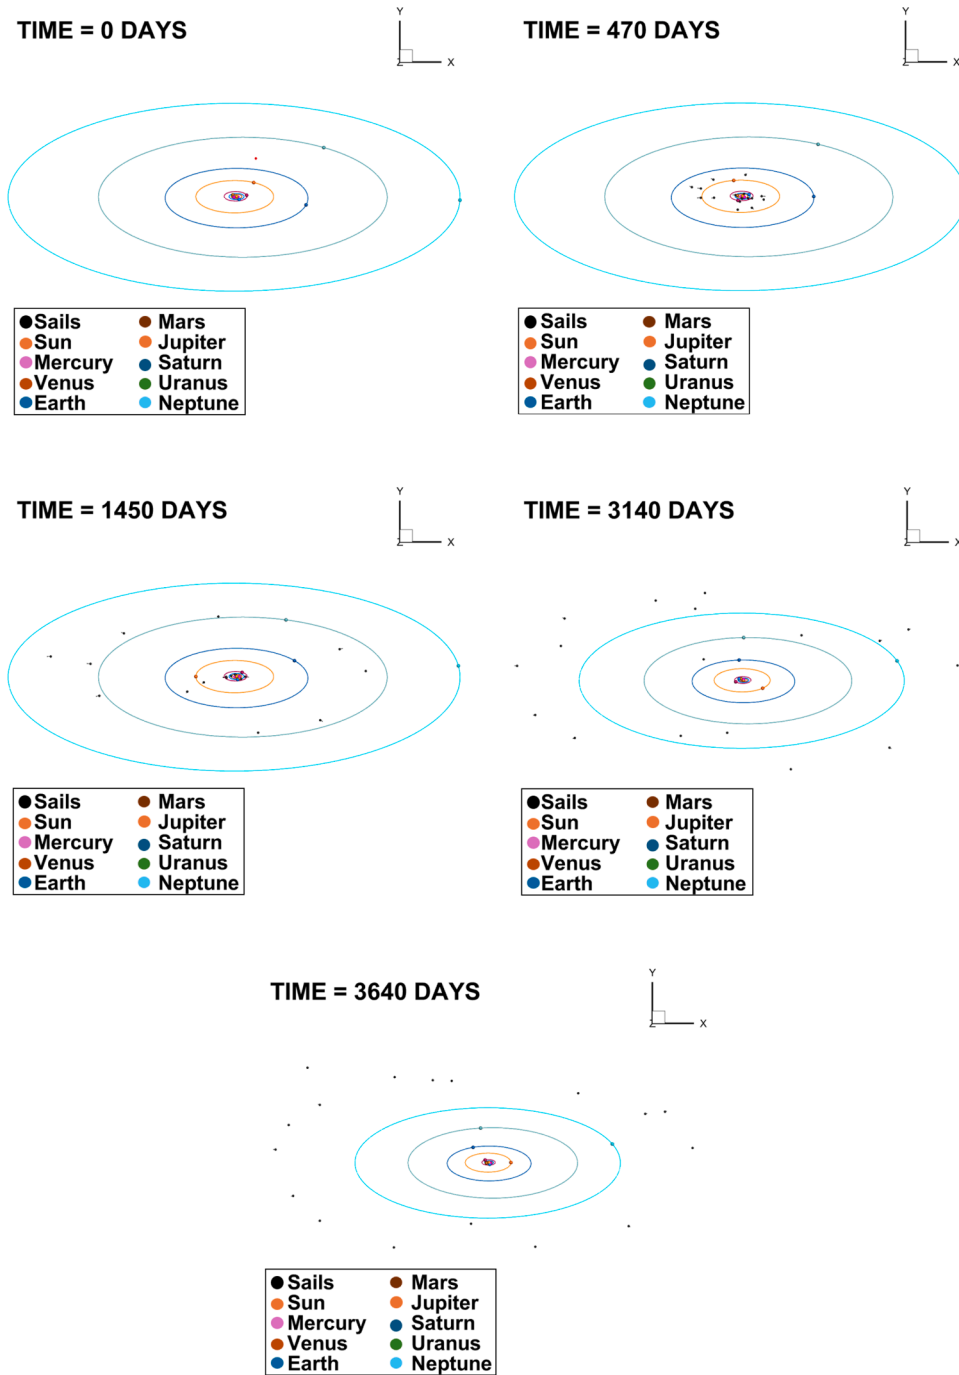 TIME = 0 DAYS
Y
Z
X
Sails Mars
Sun Jupiter
Mercury Saturn
Venus Uranus
Earth Neptune
TIME = 470 DAYS
Y
Z
X
Sails Mars
Sun Jupiter
Mercury Saturn
Venus Uranus
Earth Neptune
TIME = 1450 DAYS
Y
Z
X
Sails Mars
Sun Jupiter
Mercury Saturn
Venus Uranus
Earth Neptune
TIME = 3140 DAYS
Y
Z
X
Sails Mars
Sun Jupiter
Mercury Saturn
Venus Uranus
Earth Neptune
TIME = 3640 DAYS
Y
Z
X
Sails Mars
Sun Jupiter
Mercury Saturn
Venus Uranus
Earth Neptune